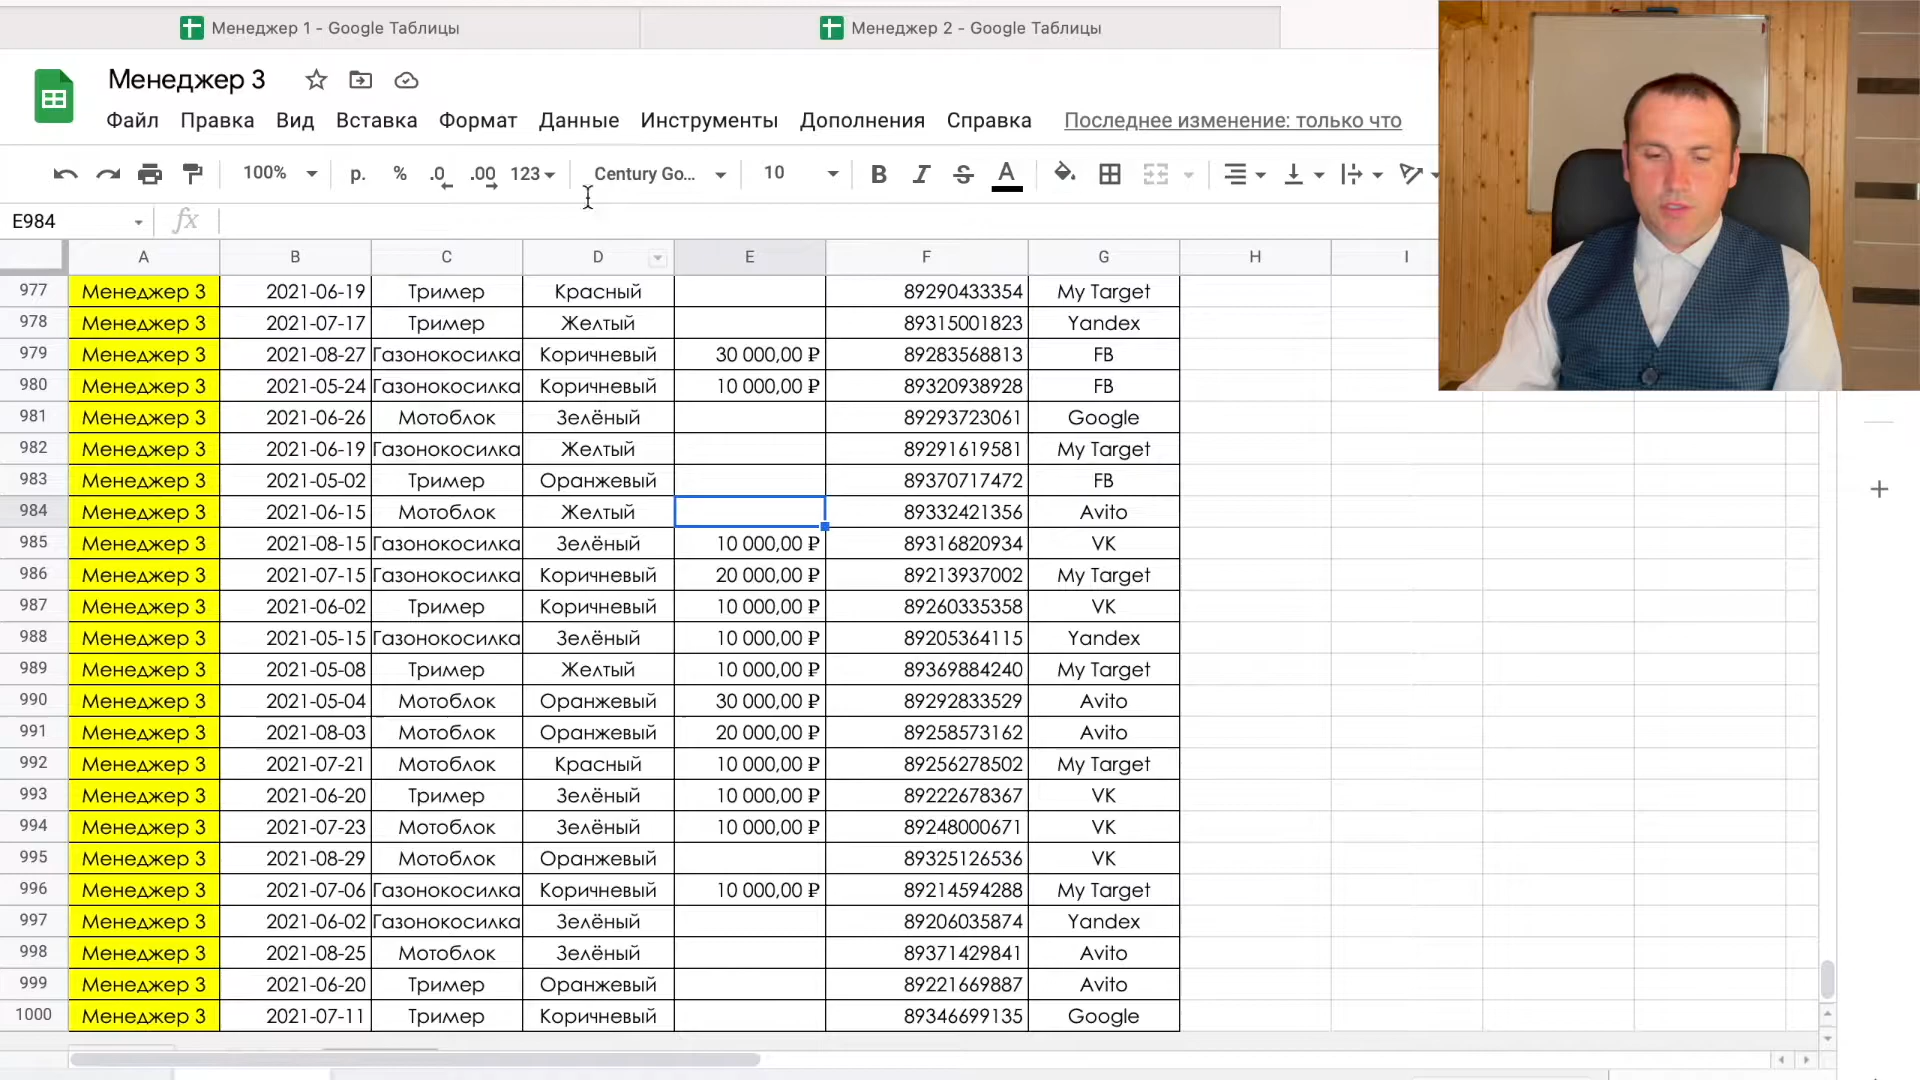 Менеджер 1 - Google Таблицы
Менеджер 2 - Google Таблицы
Менеджер 3
Файл Правка Вид Вставка Формат Данные Инструменты Дополнения Справка Последнее изменение: только что
100% р. % .0 .00 123 Century Go... 10 B I S A
E984 fx
A B C D E F G H I
977 Менеджер 3 2021-06-19 Тример Красный 89290433354 My Target
978 Менеджер 3 2021-07-17 Тример Желтый 89315001823 Yandex
979 Менеджер 3 2021-08-27 Газонокосилка Коричневый 30 000,00 ₽ 89283568813 FB
980 Менеджер 3 2021-05-24 Газонокосилка Коричневый 10 000,00 ₽ 89320938928 FB
981 Менеджер 3 2021-06-26 Мотоблок Зелёный 89293723061 Google
982 Менеджер 3 2021-06-19 Газонокосилка Желтый 89291619581 My Target
983 Менеджер 3 2021-05-02 Тример Оранжевый 89370717472 FB
984 Менеджер 3 2021-06-15 Мотоблок Желтый 89332421356 Avito
985 Менеджер 3 2021-08-15 Газонокосилка Зелёный 10 000,00 ₽ 89316820934 VK
986 Менеджер 3 2021-07-15 Газонокосилка Коричневый 20 000,00 ₽ 89213937002 My Target
987 Менеджер 3 2021-06-02 Тример Коричневый 10 000,00 ₽ 89260335358 VK
988 Менеджер 3 2021-05-15 Газонокосилка Зелёный 10 000,00 ₽ 89205364115 Yandex
989 Менеджер 3 2021-05-08 Тример Желтый 10 000,00 ₽ 89369884240 My Target
990 Менеджер 3 2021-05-04 Мотоблок Оранжевый 30 000,00 ₽ 89292833529 Avito
991 Менеджер 3 2021-08-03 Мотоблок Оранжевый 20 000,00 ₽ 89258573162 Avito
992 Менеджер 3 2021-07-21 Мотоблок Красный 10 000,00 ₽ 89256278502 My Target
993 Менеджер 3 2021-06-20 Тример Зелёный 10 000,00 ₽ 89222678367 VK
994 Менеджер 3 2021-07-23 Мотоблок Зелёный 10 000,00 ₽ 89248000671 VK
995 Менеджер 3 2021-08-29 Мотоблок Оранжевый 89325126536 VK
996 Менеджер 3 2021-07-06 Газонокосилка Коричневый 10 000,00 ₽ 89214594288 My Target
997 Менеджер 3 2021-06-02 Газонокосилка Зелёный 89206035874 Yandex
998 Менеджер 3 2021-08-25 Мотоблок Зелёный 89371429841 Avito
999 Менеджер 3 2021-06-20 Тример Оранжевый 89221669887 Avito
1000 Менеджер 3 2021-07-11 Тример Коричневый 89346699135 Google